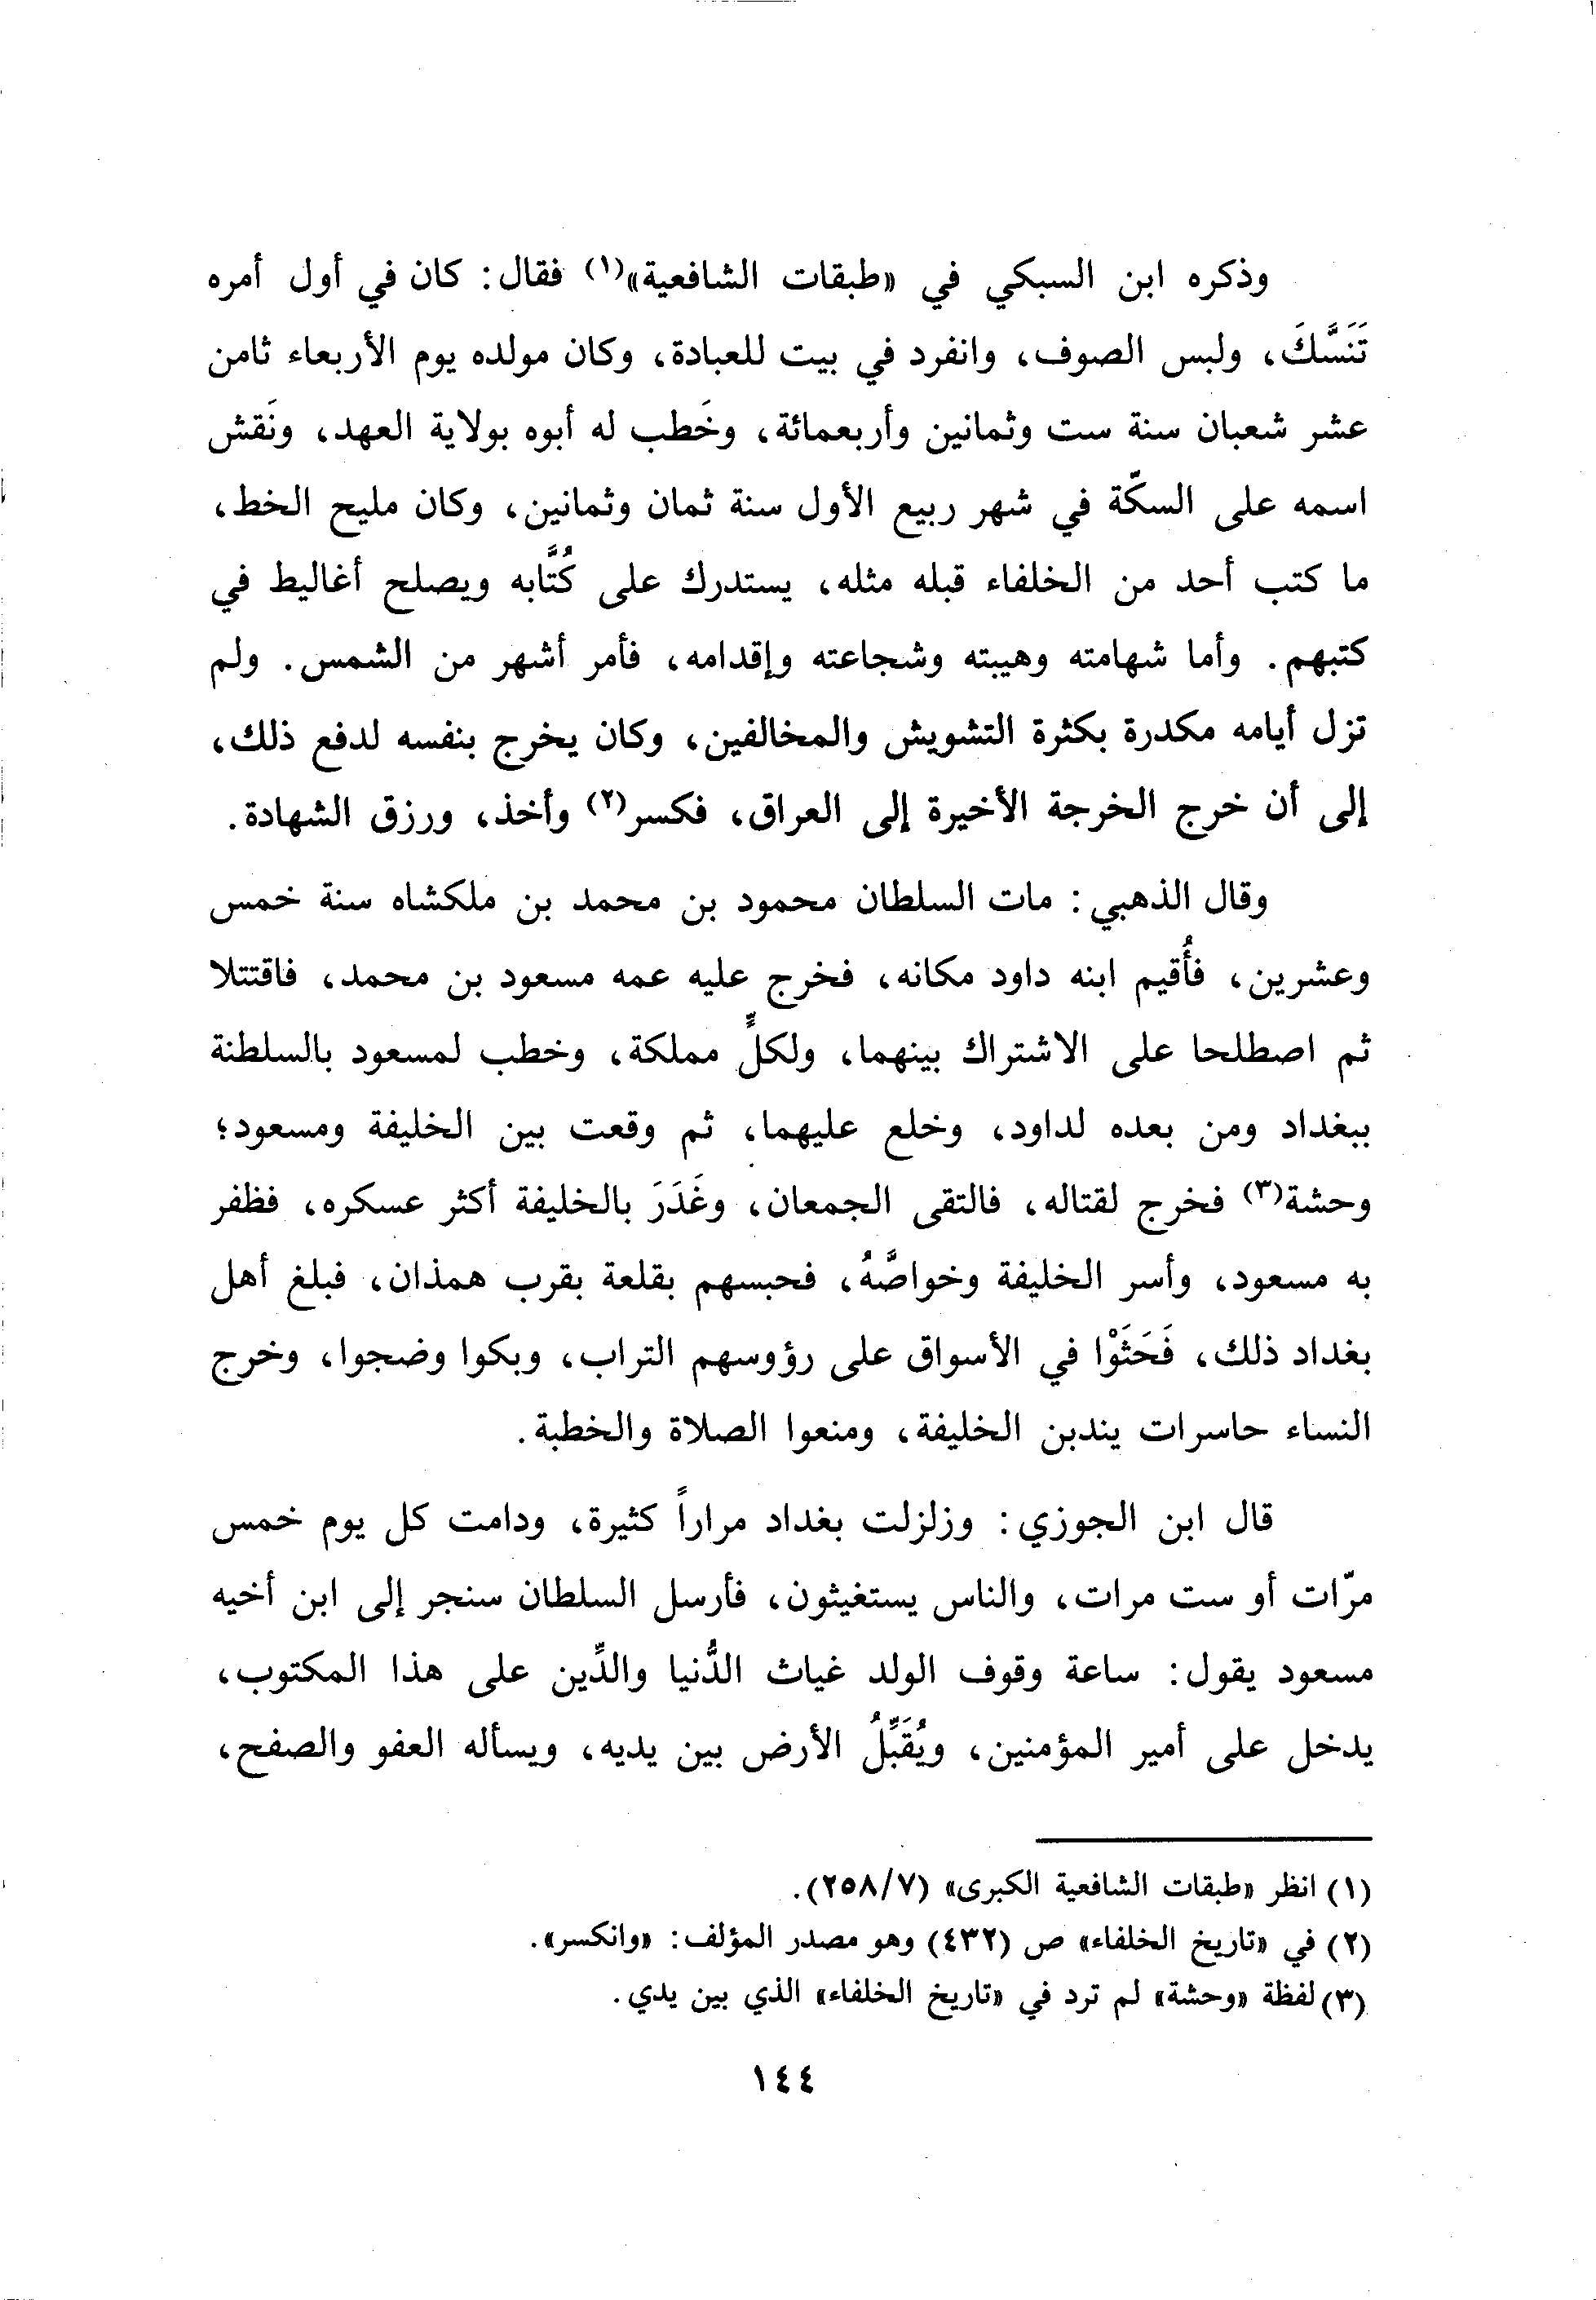 وذكره ابن السبكي في «طبقات الشافعية»(١) فقال: كان في أول أمره
تَنَسَّكَ، ولبس الصوف، وانفرد في بيت للعبادة، وكان مولده يوم الأربعاء ثامن
عشر شعبان سنة ست وثمانين وأربعمائة، وخَطب له أبوه بولاية العهد، ونَقش
اسمه على السكّة في شهر ربيع الأول سنة ثمان وثمانين، وكان مليح الخط،
ما كتب أحد من الخلفاء قبله مثله، يستدرك على كُتَّابه ويصلح أغاليط في
كتبهم. وأما شهامته وهيبته وشجاعته وإقدامه، فأمر أشهر من الشمس. ولم
تزل أيامه مكدرة بكثرة التشويش والمخالفين، وكان يخرج بنفسه لدفع ذلك،
إلى أن خرج الخرجة الأخيرة إلى العراق، فكسر(٢) وأخذ، ورزق الشهادة.
وقال الذهبي: مات السلطان محمود بن محمد بن ملكشاه سنة خمس
وعشرين، فأُقيم ابنه داود مكانه، فخرج عليه عمه مسعود بن محمد، فاقتتلا
ثم اصطلحا على الاشتراك بينهما، ولكلٍّ مملكة، وخطب لمسعود بالسلطنة
ببغداد ومن بعده لداود، وخلع عليهما، ثم وقعت بين الخليفة ومسعود؛
وحشة(٣) فخرج لقتاله، فالتقى الجمعان، وغَدَرَ بالخليفة أكثر عسكره، فظفر
به مسعود، وأسر الخليفة وخواصَّهُ، فحبسهم بقلعة بقرب همذان، فبلغ أهل
بغداد ذلك، فَحَثَوْا في الأسواق على رؤوسهم التراب، وبكوا وضجوا، وخرج
النساء حاسرات يندبن الخليفة، ومنعوا الصلاة والخطبة.
قال ابن الجوزي: وزلزلت بغداد مراراً كثيرة، ودامت كل يوم خمس
مرّات أو ست مرات، والناس يستغيثون، فأرسل السلطان سنجر إلى ابن أخيه
مسعود يقول: ساعة وقوف الولد غياث الدُّنيا والدِّين على هذا المكتوب،
يدخل على أمير المؤمنين، ويُقَبِّلُ الأرض بين يديه، ويسأله العفو والصفح،
(١) انظر «طبقات الشافعية الكبرى» (٢٥٨/٧).
(٢) في «تاريخ الخلفاء» ص (٤٣٢) وهو مصدر المؤلف: «وانكسر».
(٣) لفظة «وحشة» لم ترد في «تاريخ الخلفاء» الذي بين يدي.
١٤٤